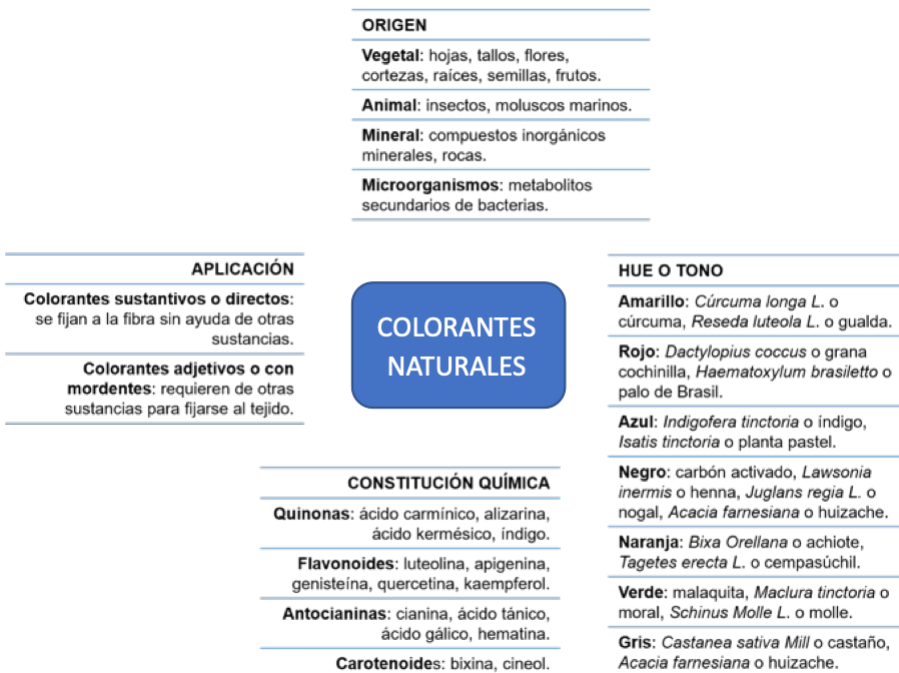 ORIGEN
Vegetal: hojas, tallos, flores,
cortezas, raíces, semillas, frutos.
Animal: insectos, moluscos marinos.
Mineral: compuestos inorgánicos
minerales, rocas.
Microorganismos: metabolitos
secundarios de bacterias.
APLICACIÓN
Colorantes sustantivos o directos:
se fijan a la fibra sin ayuda de otras
sustancias.
Colorantes adjetivos o con
mordentes: requieren de otras
sustancias para fijarse al tejido.
COLORANTES
NATURALES
HUE O TONO
Amarillo: Cúrcuma longa L. o
cúrcuma, Reseda luteola L. o gualda.
Rojo: Dactylopius coccus o grana
cochinilla, Haematoxylum brasiletto o
palo de Brasil.
Azul: Indigofera tinctoria o índigo,
Isatis tinctoria o planta pastel.
Negro: carbón activado, Lawsonia
inermis o henna, Juglans regia L. o
nogal, Acacia farnesiana o huizache.
Naranja: Bixa Orellana o achiote,
Tagetes erecta L. o cempasúchil.
Verde: malaquita, Maclura tinctoria o
moral, Schinus Molle L. o molle.
Gris: Castanea sativa Mill o castaño,
Acacia farnesiana o huizache.
CONSTITUCIÓN QUÍMICA
Quinonas: ácido carmínico, alizarina,
ácido kermésico, índigo.
Flavonoides: luteolina, apigenina,
genisteína, quercetina, kaempferol.
Antocianinas: cianina, ácido tánico,
ácido gálico, hematina.
Carotenoides: bixina, cineol.